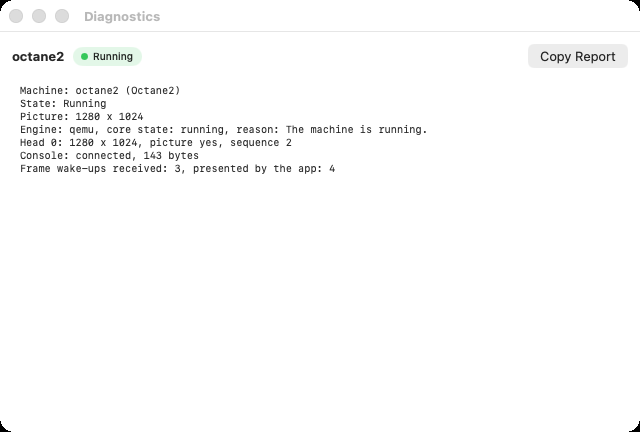 Diagnostics
octane2 Running Copy Report
Machine: octane2 (Octane2)
State: Running
Picture: 1280 x 1024
Engine: qemu, core state: running, reason: The machine is running.
Head 0: 1280 x 1024, picture yes, sequence 2
Console: connected, 143 bytes
Frame wake-ups received: 3, presented by the app: 4